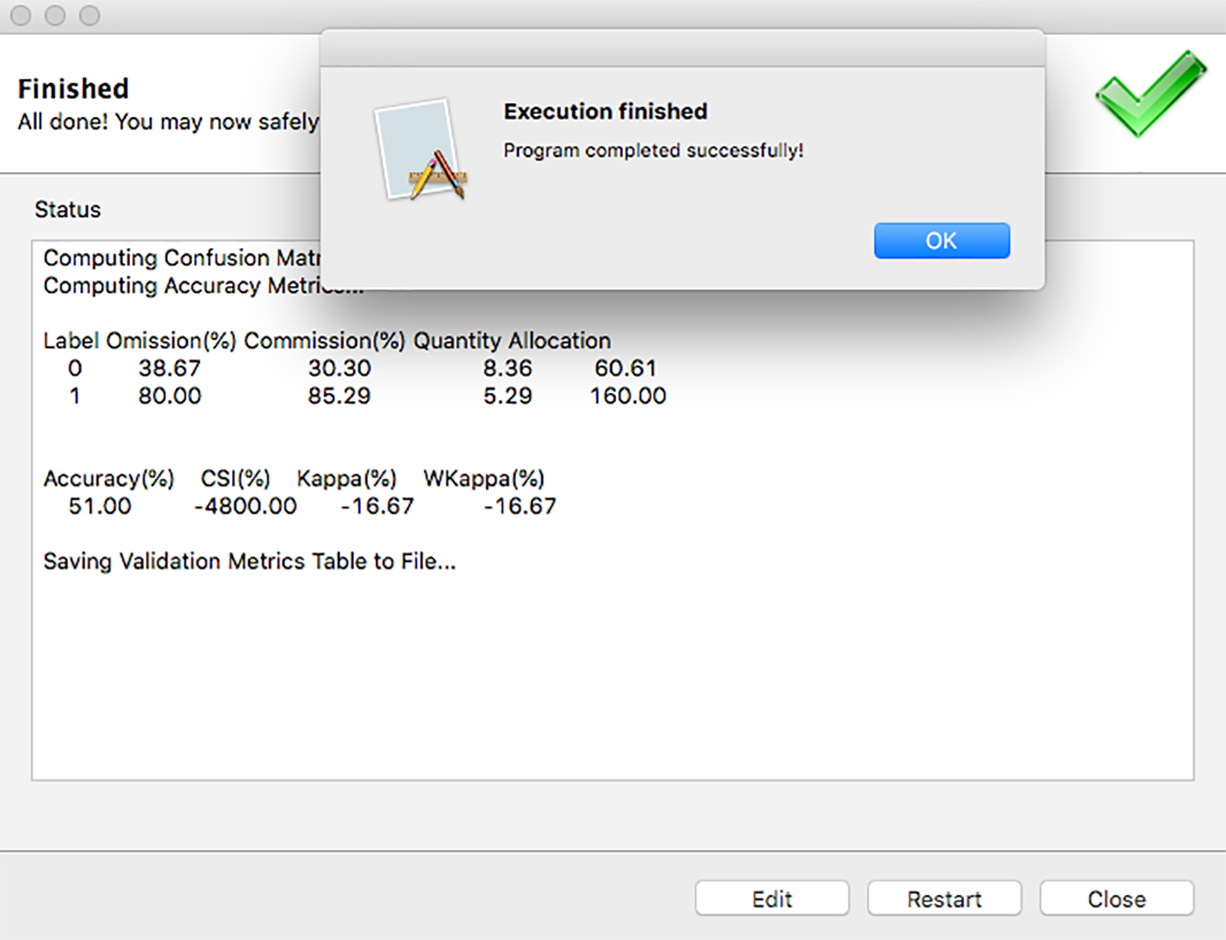 Finished
All done! You may now safely
Execution finished
Program completed successfully!
OK
Status
Computing Confusion
Computing Accuracy Metrics...
Label Omission(%) Commission(%) Quantity Allocation
0 38.67 30.30 8.36 60.61
1 80.00 85.29 5.29 160.00
Accuracy(%) CSI(%) Kappa(%) WKappa(%)
51.00 -4800.00 -16.67 -16.67
Saving Validation Metrics Table to File...
Edit Restart Close